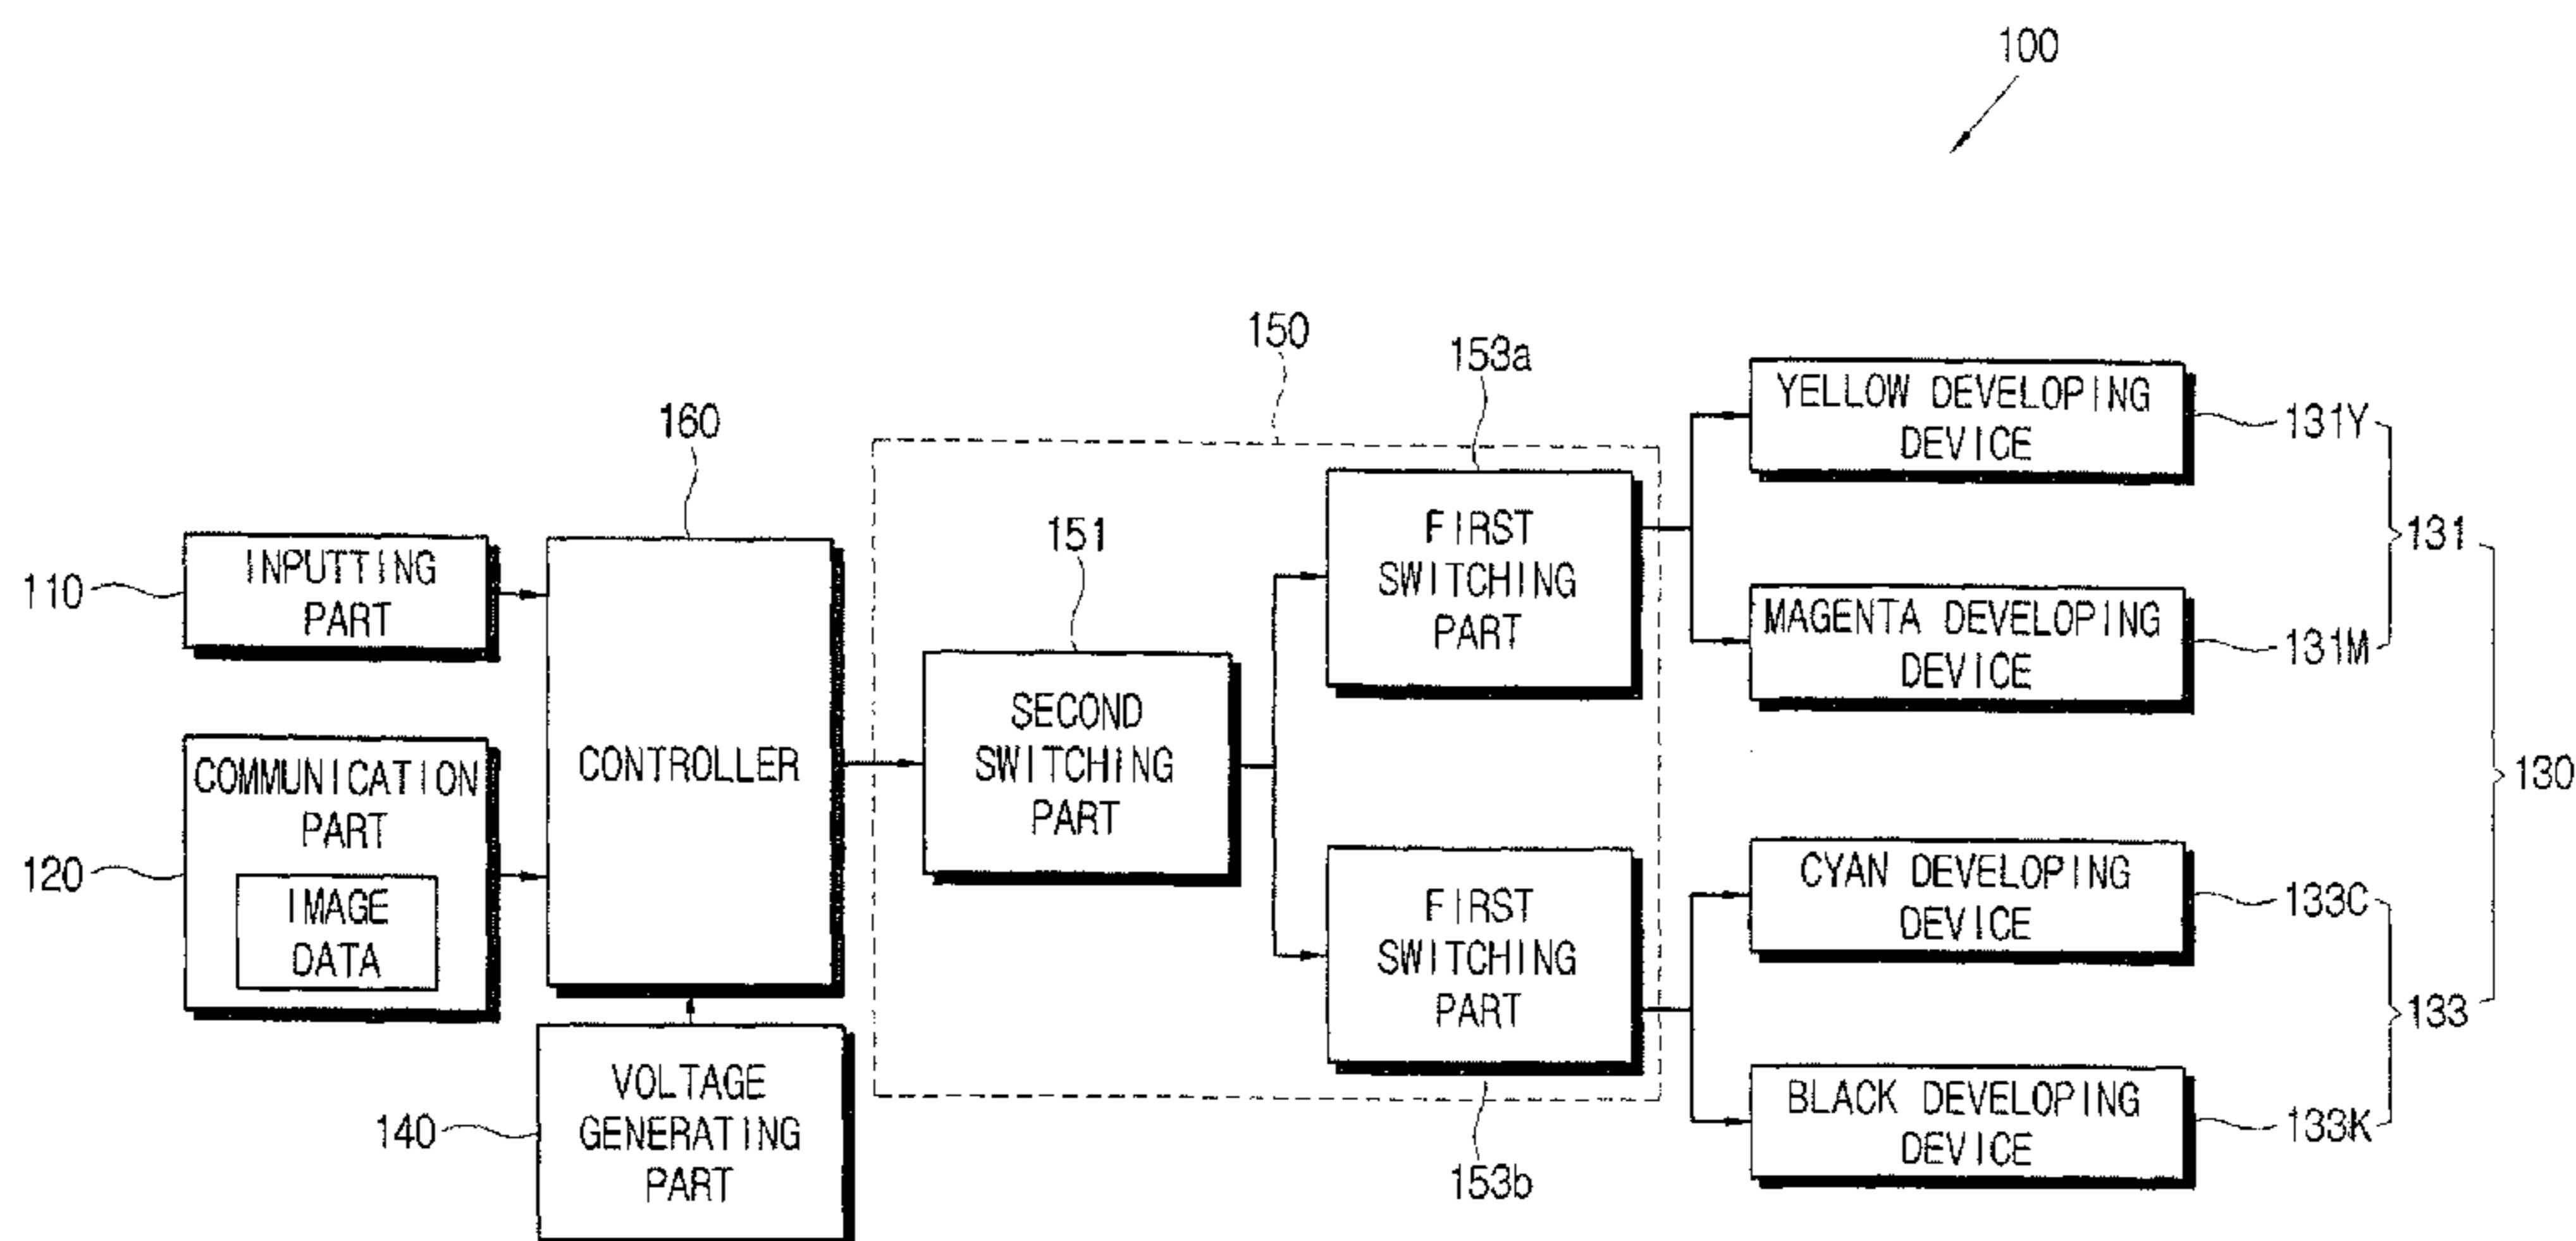 100
150
153a
160
151
110
INPUTTING
PART
120
COMMUNICATION
PART
IMAGE
DATA
CONTROLLER
140
VOLTAGE
GENERATING
PART
SECOND
SWITCHING
PART
FIRST
SWITCHING
PART
FIRST
SWITCHING
PART
153b
YELLOW DEVELOPING
DEVICE
131Y
MAGENTA DEVELOPING
DEVICE
131M
131
CYAN DEVELOPING
DEVICE
133C
BLACK DEVELOPING
DEVICE
133K
133
130